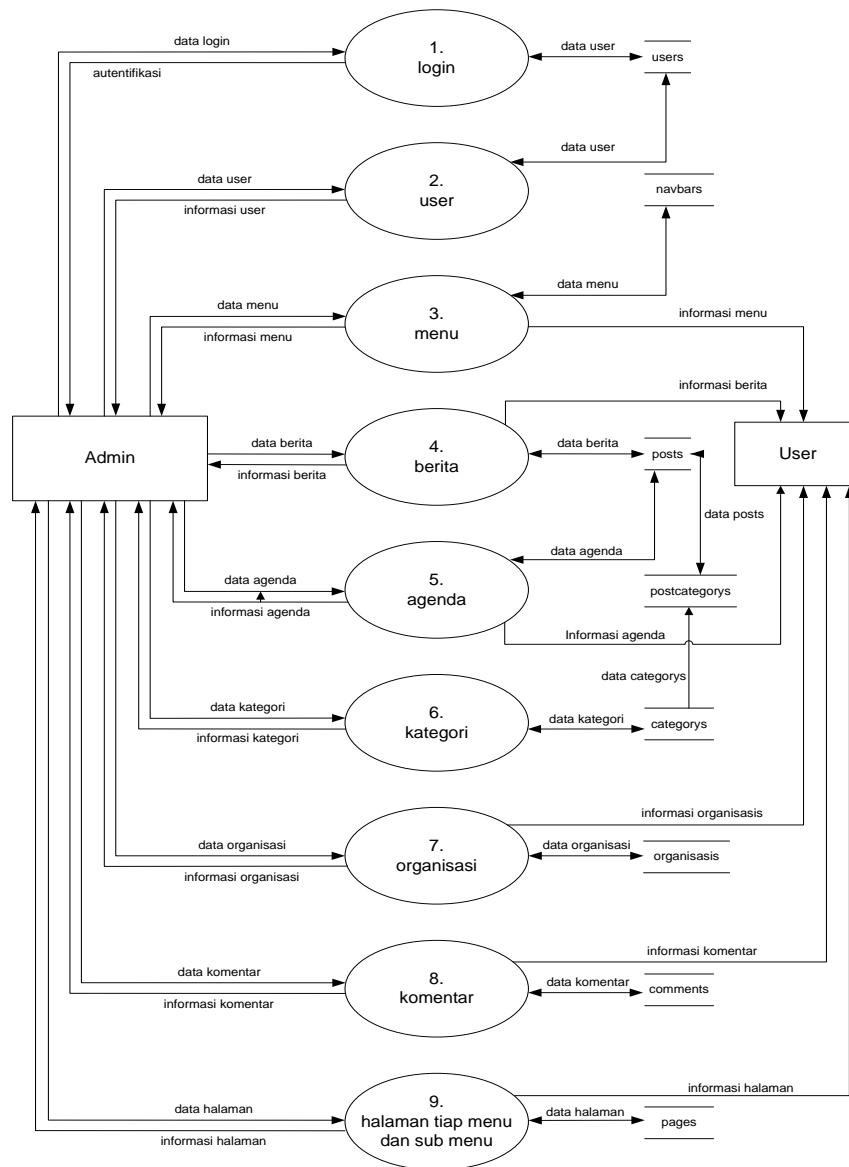 data login
autentifikasi
1.
login
data user
users
data user
data user
informasi user
2.
user
navbars
data menu
data menu
informasi menu
3.
menu
informasi menu
informasi berita
Admin
data berita
informasi berita
4.
berita
data berita
posts
User
data posts
data agenda
data agenda
informasi agenda
5.
agenda
postcategorys
Informasi agenda
data categorys
data kategori
informasi kategori
6.
kategori
data kategori
categorys
informasi organisasis
data organisasi
informasi organisasi
7.
organisasi
data organisasi
organisasis
informasi komentar
data komentar
informasi komentar
8.
komentar
data komentar
comments
informasi halaman
data halaman
informasi halaman
9.
halaman tiap menu
dan sub menu
data halaman
pages